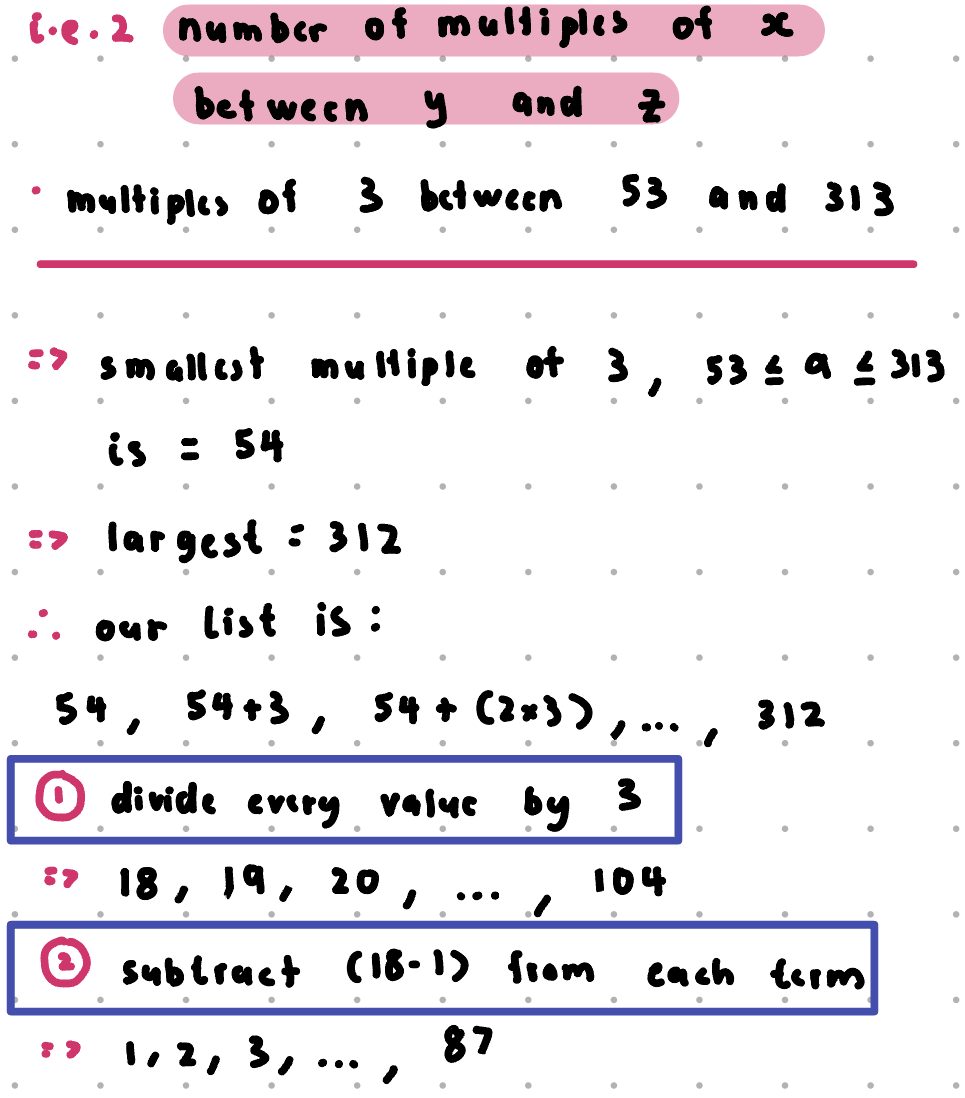 i.e. 2 number of multiples of x
between y and z
· multiples of 3 between 53 and 313
=> smallest multiple of 3, 53 ≤ a ≤ 313
is = 54
=> largest = 312
∴ our list is:
54, 54+3, 54 + (2×3), ..., 312
① divide every value by 3
=> 18, 19, 20, ..., 104
② subtract (18-1) from each term
=> 1, 2, 3, ..., 87